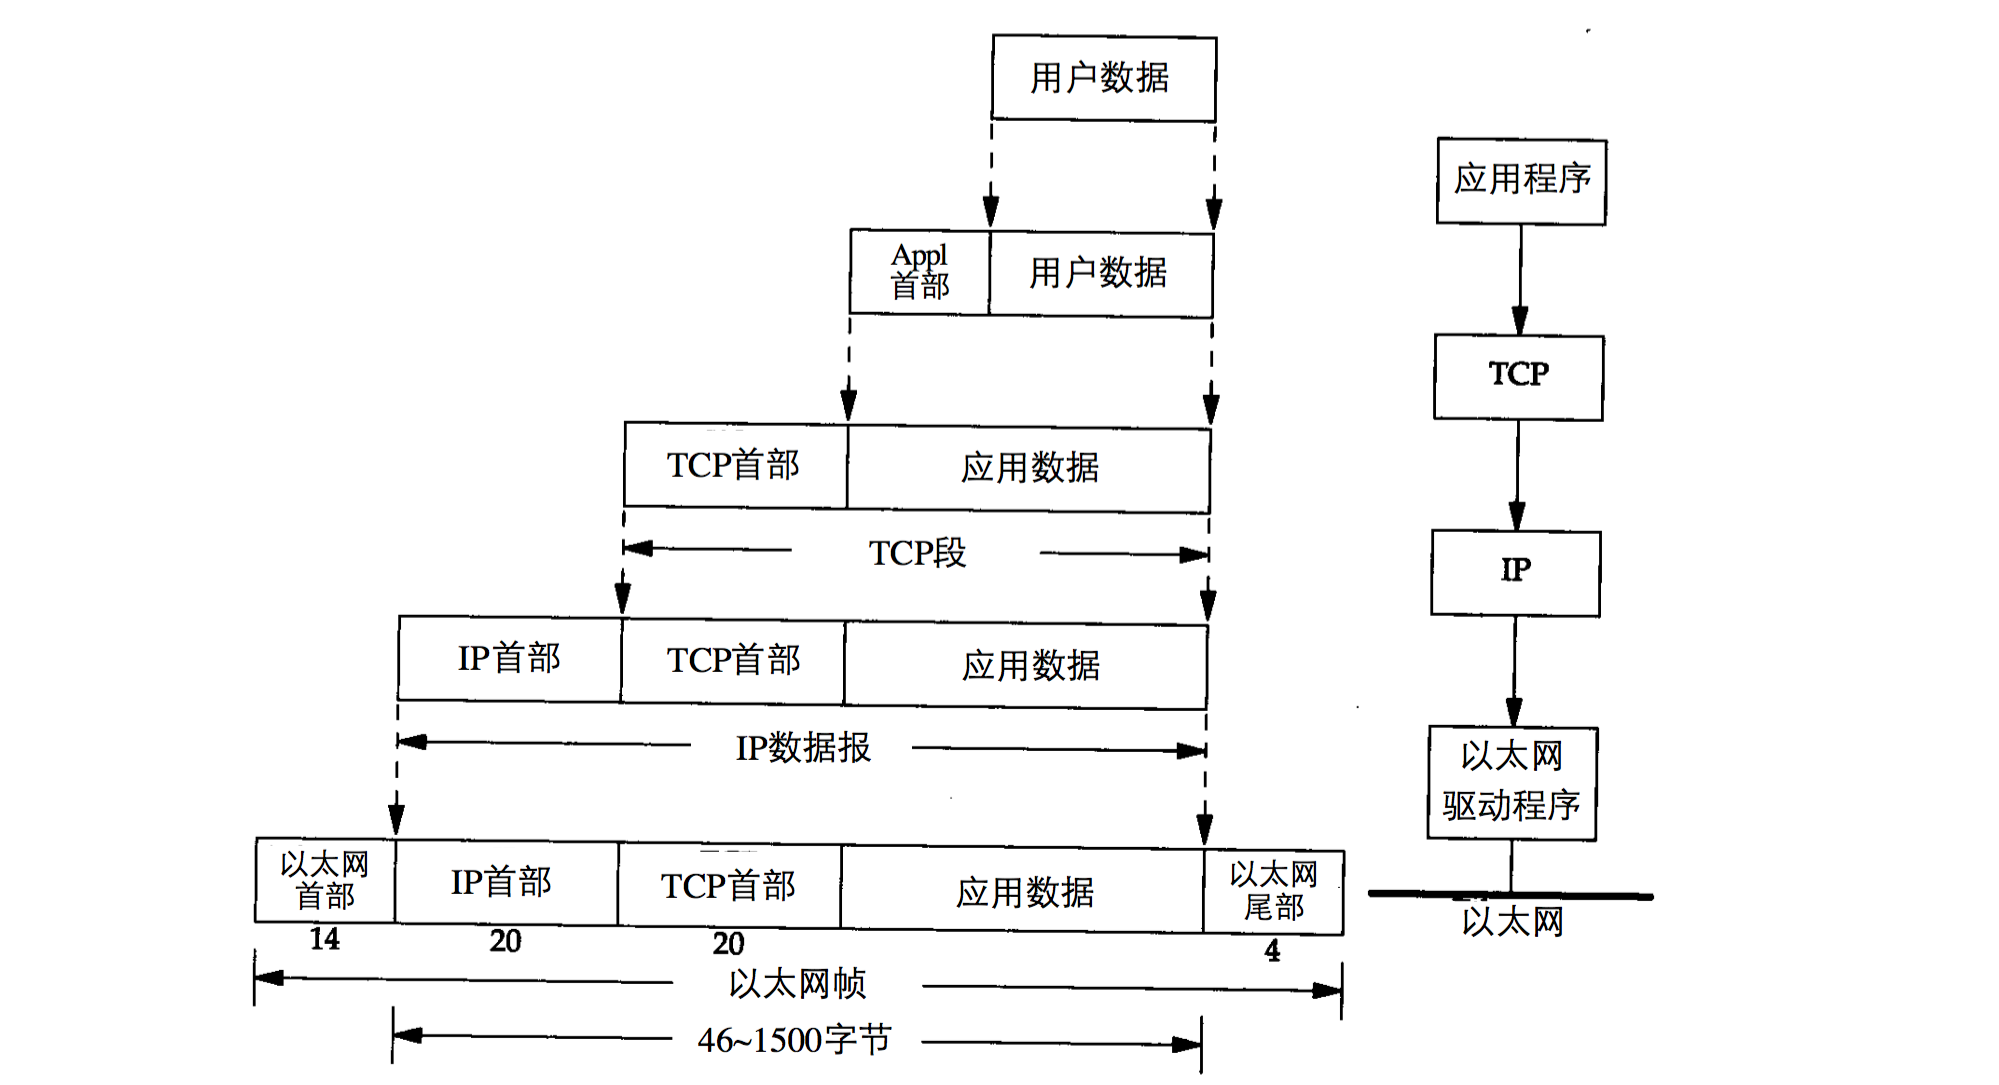 用户数据
应用程序
Appl
首部
用户数据
TCP
TCP首部
应用数据
TCP段
IP
IP首部
TCP首部
应用数据
IP数据报
以太网
驱动程序
以太网
首部
IP首部
TCP首部
应用数据
以太网
尾部
以太网
14
20
20
4
以太网帧
46~1500字节